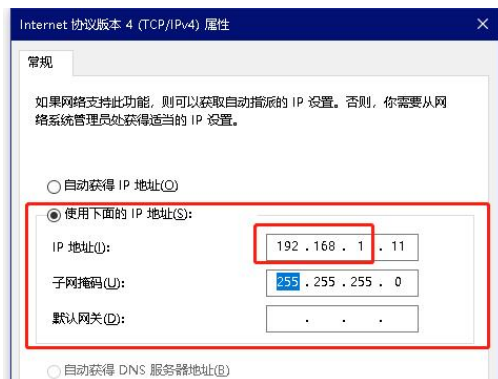 Internet 协议版本 4 (TCP/IPv4) 属性
常规
如果网络支持此功能，则可以获取自动指派的 IP 设置。否则，你需要从网
络系统管理员处获得适当的 IP 设置。
自动获得 IP 地址(O)
使用下面的 IP 地址(S):
IP 地址(I): 192 . 168 . 1 . 11
子网掩码(U): 255 . 255 . 255 . 0
默认网关(D): . . .
自动获得 DNS 服务器地址(B)